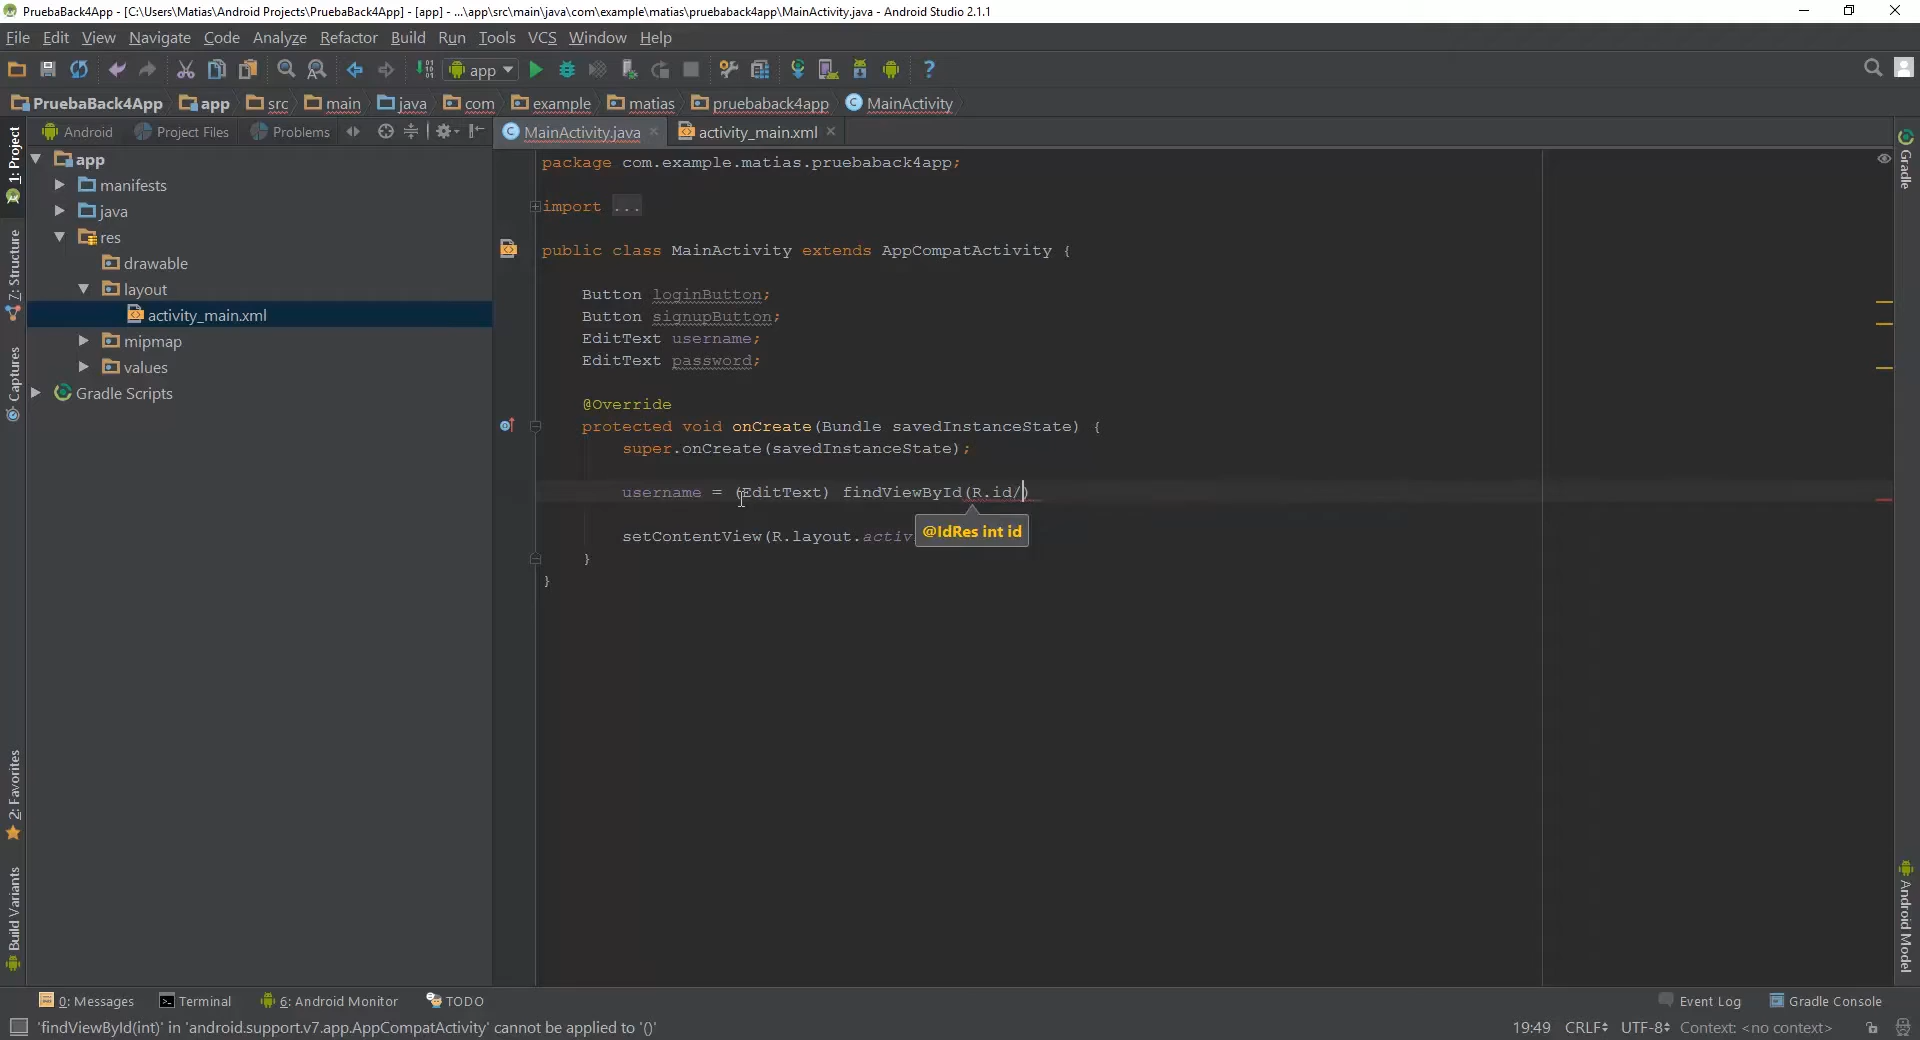 PruebaBack4App - [C:\Users\Matias\Android Projects\PruebaBack4App] - [app] - ...\app\src\main\java\com\example\matias\pruebaback4app\MainActivity.java - Android Studio 2.1.1
File Edit View Navigate Code Analyze Refactor Build Run Tools VCS Window Help
app
PruebaBack4App app src main java com example matias pruebaback4app MainActivity
Android Project Files Problems
MainActivity.java activity_main.xml
1: Project
7: Structure
Captures
2: Favorites
Build Variants
app
manifests
java
res
drawable
layout
activity_main.xml
mipmap
values
Gradle Scripts
package com.example.matias.pruebaback4app;
import ...
public class MainActivity extends AppCompatActivity {
Button loginButton;
Button signupButton;
EditText username;
EditText password;
@Override
protected void onCreate(Bundle savedInstanceState) {
super.onCreate(savedInstanceState);
username = (EditText) findViewById(R.id/)
@IdRes int id
setContentView(R.layout.activ
}
}
Gradle
Android Model
0: Messages Terminal 6: Android Monitor TODO Event Log Gradle Console
'findViewById(int)' in 'android.support.v7.app.AppCompatActivity' cannot be applied to '()' 19:49 CRLF UTF-8 Context: <no context>